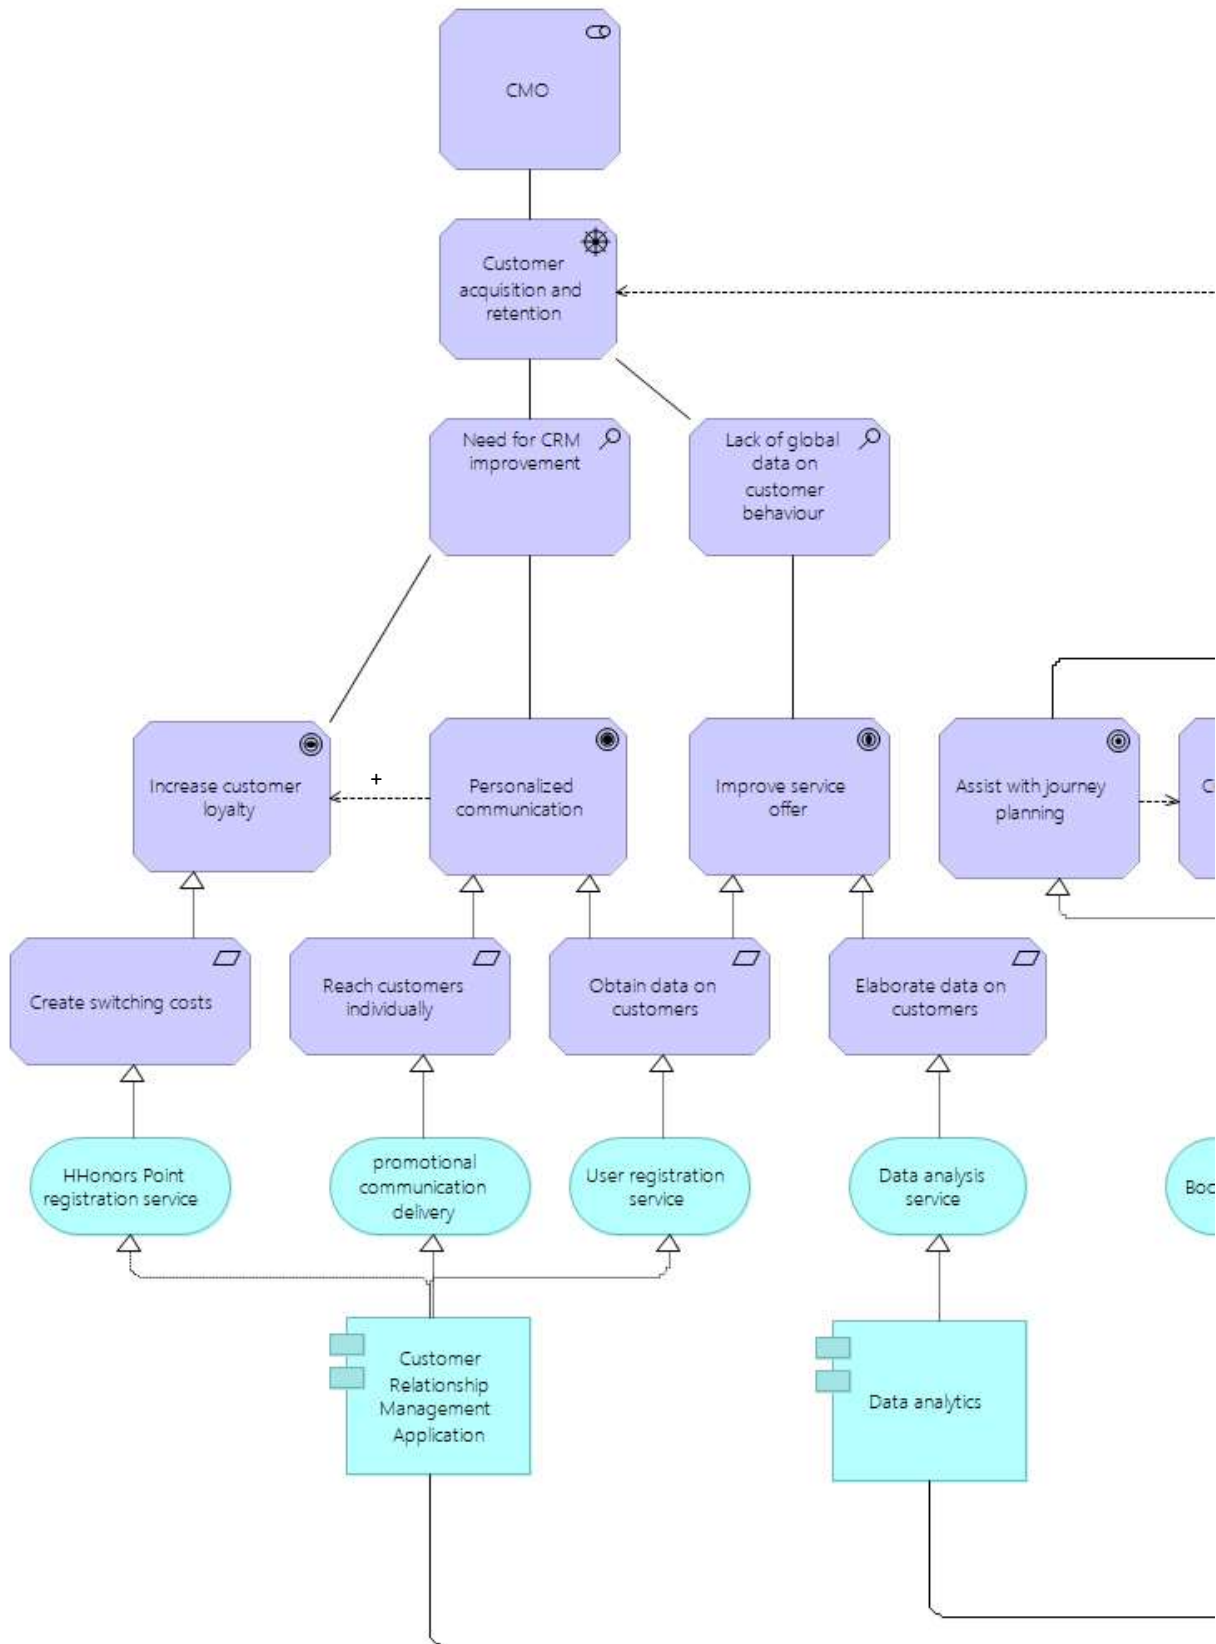 CMO
Customer
acquisition and
retention
Need for CRM
improvement
Lack of global
data on
customer
behaviour
Increase customer
loyalty
+
Personalized
communication
Improve service
offer
Assist with journey
planning
Create switching costs
Reach customers
individually
Obtain data on
customers
Elaborate data on
customers
HHonors Point
registration service
promotional
communication
delivery
User registration
service
Data analysis
service
Customer
Relationship
Management
Application
Data analytics